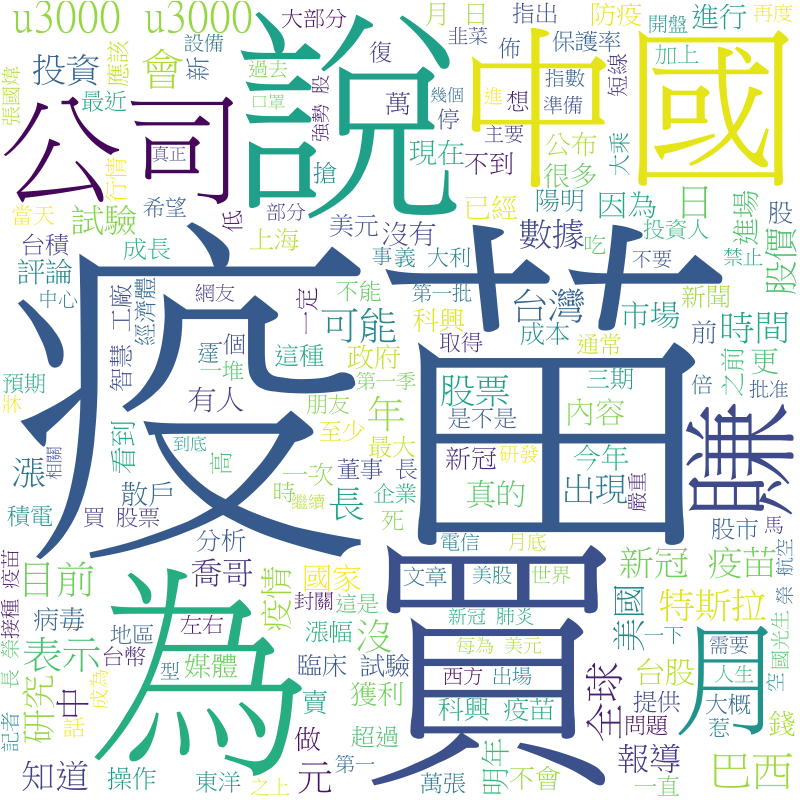 u3000 u3000
大部分
月 日
指出
防疫
開盤
再度
張國煒
投資
應該
設備
新
會
過去
口罩
最近
說
韭菜
復
佈
保護率
進行
加上
短線
中國
公司
真正
強勢 股
萬
幾個
進
想
指數
準備
停
主要
搶
現在
不到
公布
很多
大乘
行情
當天
試驗
希望
低
部分
美元
沒有
已經
陽明
因為
日
股
投資人
進場
股價
台積
評論
成長
上海
事義 大利
數據
吃
不要
禁止
中心
工廠
經濟體
網友
一定
不能
第一批
台灣
市場
新聞
預期
智慧
一個
一堆
這種
可能
科興
成本
通常
前
之前
時間
更
倍
批准
有人
政府
第一季
取得
股票
三期
疫苗
朋友
年
是不是
內容
看到
到底
高
至少
最大
新冠
研發
今年
嚴重
賺
漲
相關
散戶
一次
董事 長
真的
出現
積電
買 股票
時
繼續
長
企業
死
股市
馬
分析
電信
月底
目前
喬哥
國家
疫情
封關
這是
文章
美股
世界
新冠 疫苗
接種 疫苗
病毒
特斯拉
航空
地區
左右
漲幅
沒
新冠 肺炎
美國
一下
長 榮
榮
表示
台幣
型
媒體
臨床 試驗
每為 美元
買
月
需要
國光生
空
研究
中
為
賣
獲利
西方
出場
全球
台股
人生
提供
大概
記者
話
成為
超過
科興 疫苗
問題
惹
錢
知道
操作
東洋
之上
做
元
第一
萬張
明年
不會
報導
一直
巴西